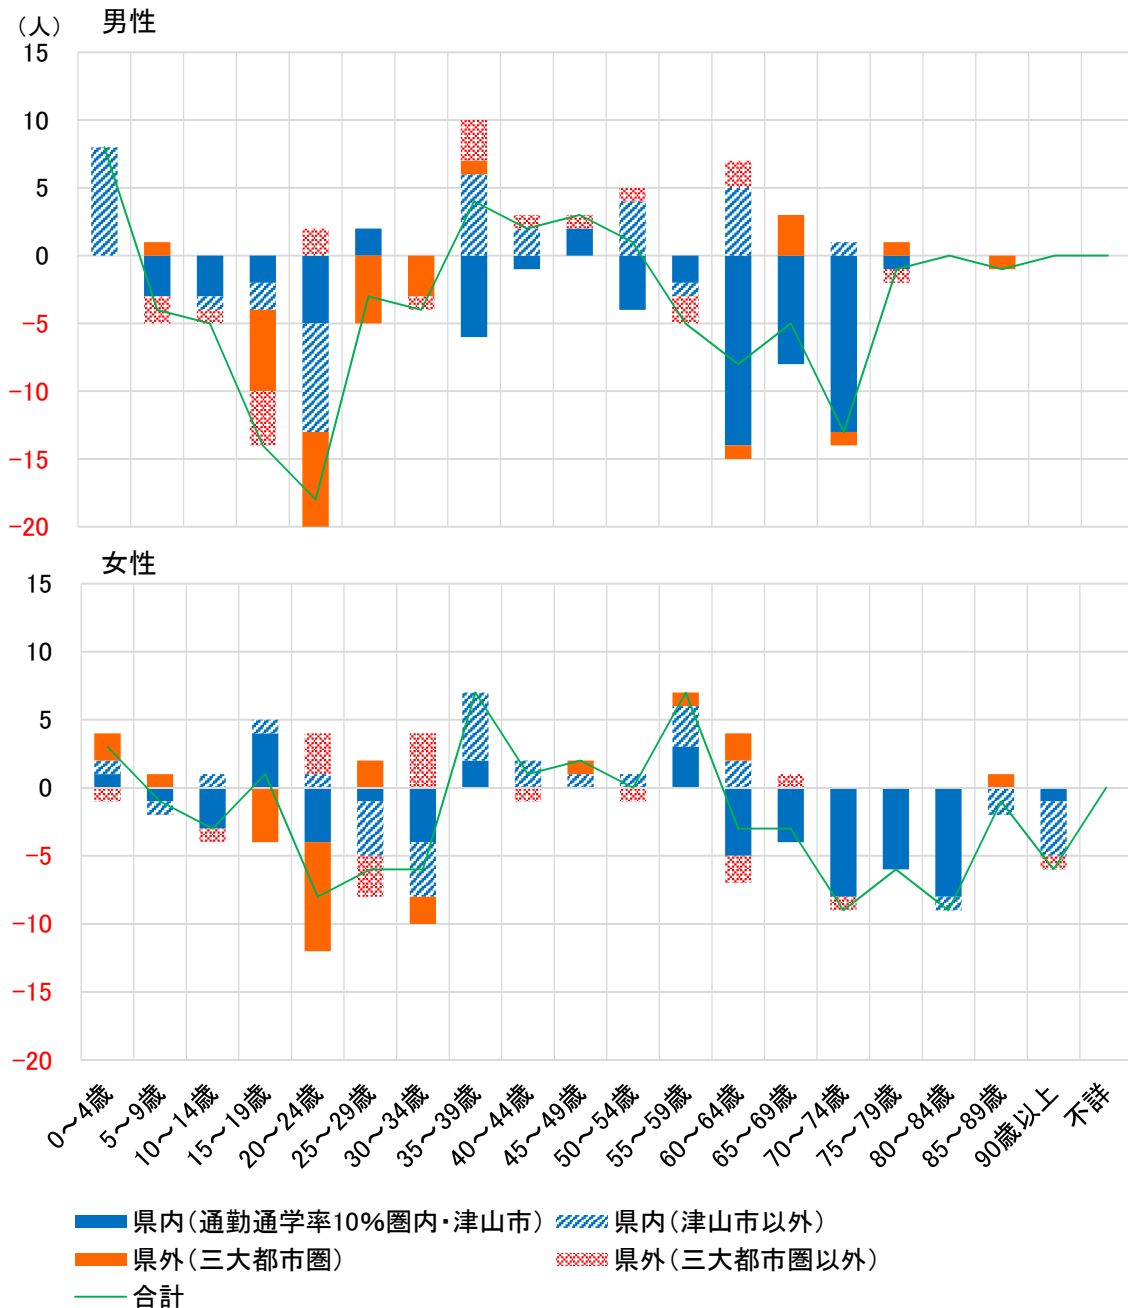 （人） 男性
15
10
5
0
-5
-10
-15
-20
女性
15
10
5
0
-5
-10
-15
-20
0～4歳
5～9歳
10～14歳
15～19歳
20～24歳
25～29歳
30～34歳
35～39歳
40～44歳
45～49歳
50～54歳
55～59歳
60～64歳
65～69歳
70～74歳
75～79歳
80～84歳
85～89歳
90歳以上
不詳
県内（通勤通学率10%圏内・津山市） 県内（津山市以外）
県外（三大都市圏） 県外（三大都市圏以外）
合計